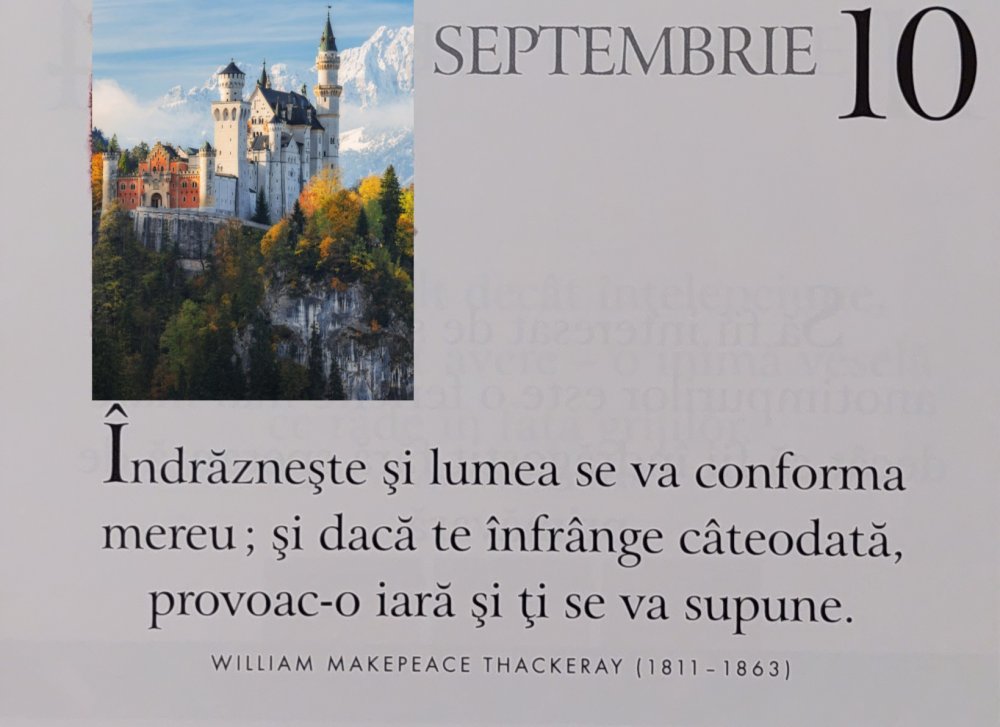 SEPTEMBRIE 10
Îndrăzneşte şi lumea se va conforma
mereu ; şi dacă te înfrânge câteodată,
provoac-o iară şi ţi se va supune.
WILLIAM MAKEPEACE THACKERAY (1811–1863)